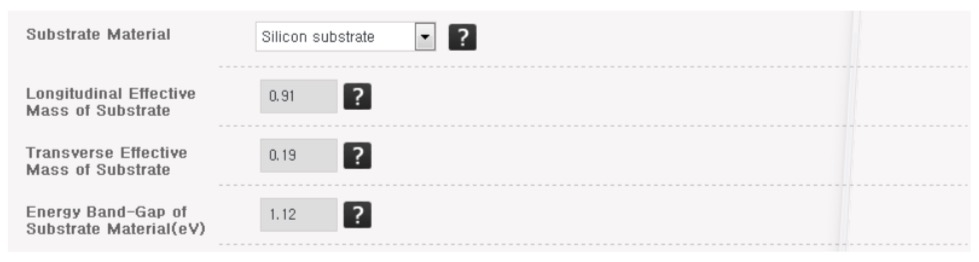 Substrate Material
Silicon substrate
?
Longitudinal Effective
Mass of Substrate
0.91
?
Transverse Effective
Mass of Substrate
0.19
?
Energy Band-Gap of
Substrate Material(eV)
1.12
?